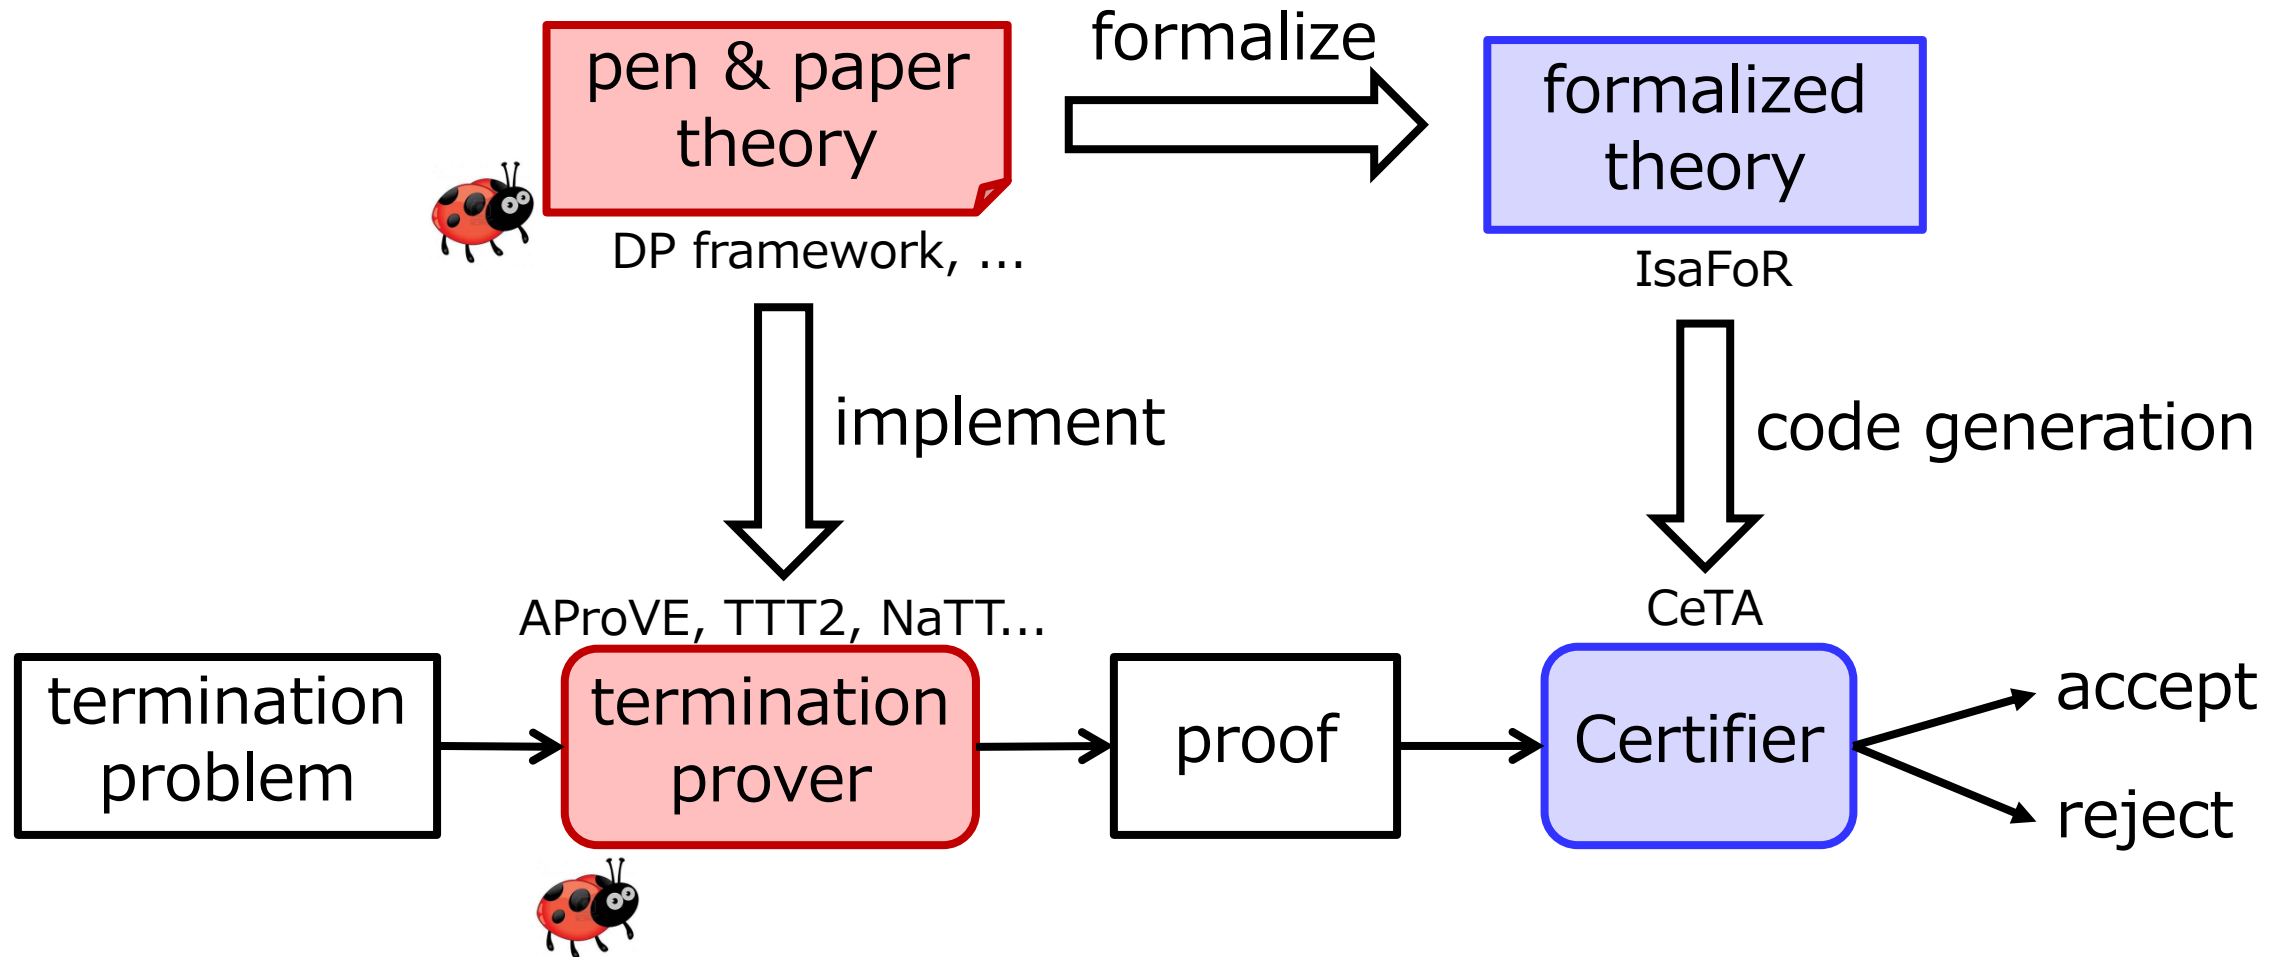 pen & paper
theory
DP framework, ...
formalize
formalized
theory
IsaFoR
implement
code generation
AProVE, TTT2, NaTT...
CeTA
termination
problem
termination
prover
proof
Certifier
accept
reject